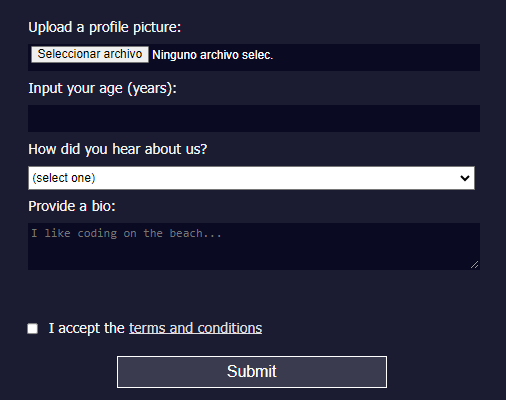 Upload a profile picture:
Seleccionar archivo Ninguno archivo selec.
Input your age (years):
How did you hear about us?
(select one)
Provide a bio:
I like coding on the beach...
I accept the terms and conditions
Submit